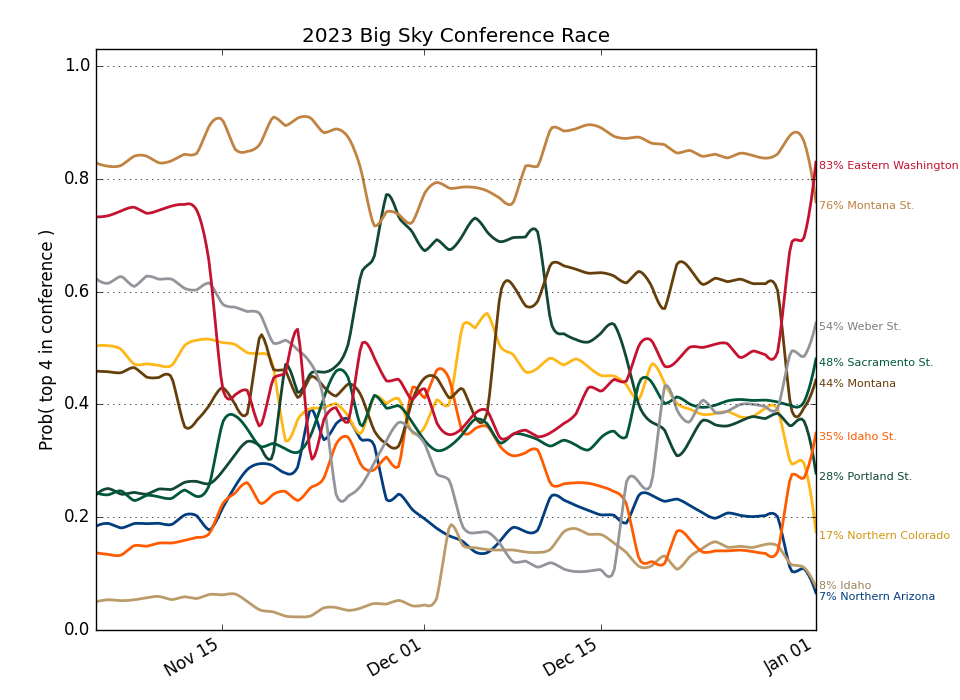 2023 Big Sky Conference Race
Prob( top 4 in conference )
1.0
0.8
0.6
0.4
0.2
0.0
Nov 15
Dec 01
Dec 15
Jan 01
83% Eastern Washington
76% Montana St.
54% Weber St.
48% Sacramento St.
44% Montana
35% Idaho St.
28% Portland St.
17% Northern Colorado
8% Idaho
7% Northern Arizona